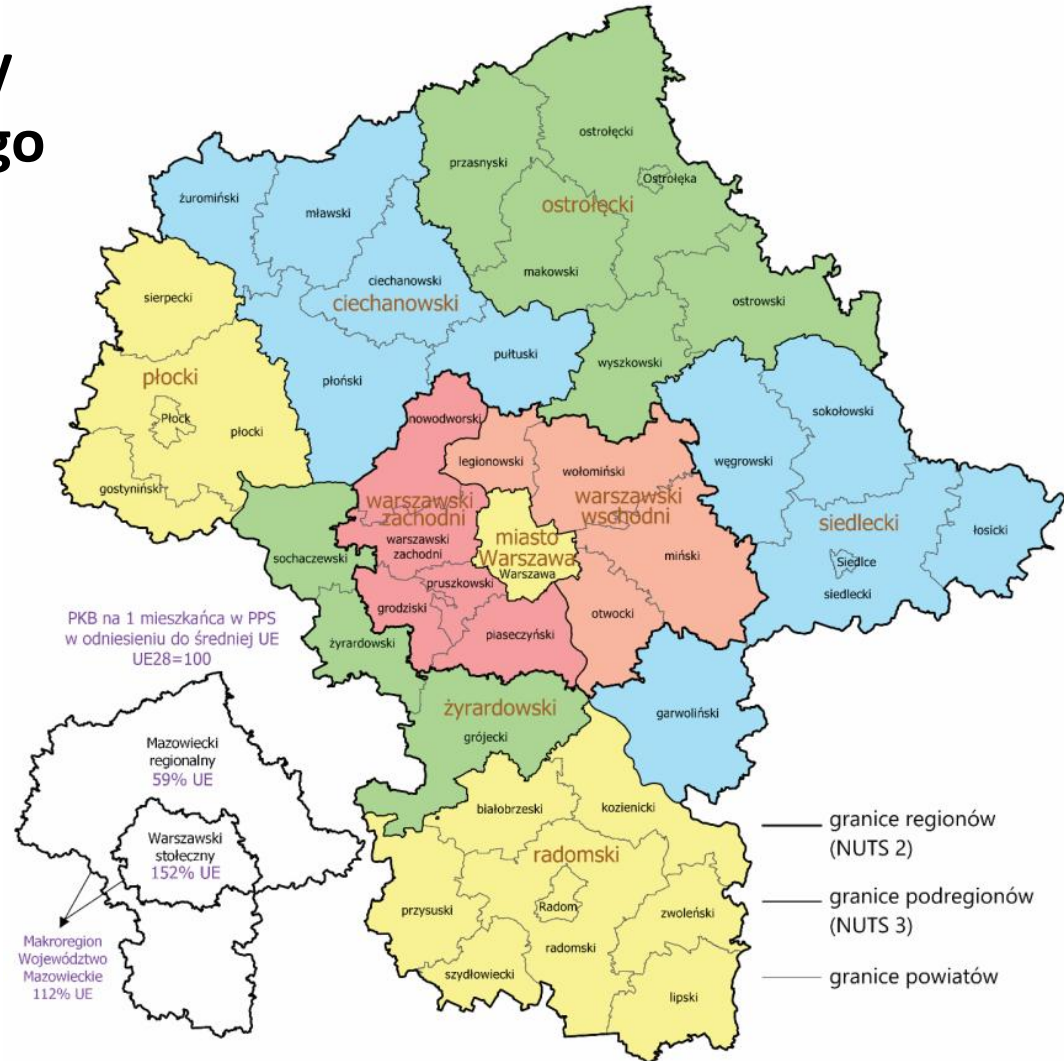 y
go
ostrołęcki
przasnyski
Ostrołęka
żuromiński
ostrołęcki
mławski
makowski
ciechanowski
sierpecki
ciechanowski
ostrowski
pułtuski
wyszkowski
płocki
płoński
sokołowski
Płock
nowodworski
płocki
legionowski
węgrowski
wołomiński
gostyniński
warszawski
zachodni
warszawski
wschodni
siedlecki
łosicki
miasto
Warszawa
warszawski
zachodni
sochaczewski
miński
Siedlce
Warszawa
pruszkowski
siedlecki
grodziski
otwocki
PKB na 1 mieszkańca w PPS
w odniesieniu do średniej UE
UE28=100
piaseczyński
żyrardowski
żyrardowski
garwoliński
grójecki
Mazowiecki
regionalny
59% UE
białobrzeski
kozienicki
granice regionów
(NUTS 2)
Warszawski
stołeczny
152% UE
radomski
granice podregionów
(NUTS 3)
Radom
przysuski
zwoleński
Makroregion
Województwo
Mazowieckie
112% UE
radomski
szydłowiecki
granice powiatów
lipski